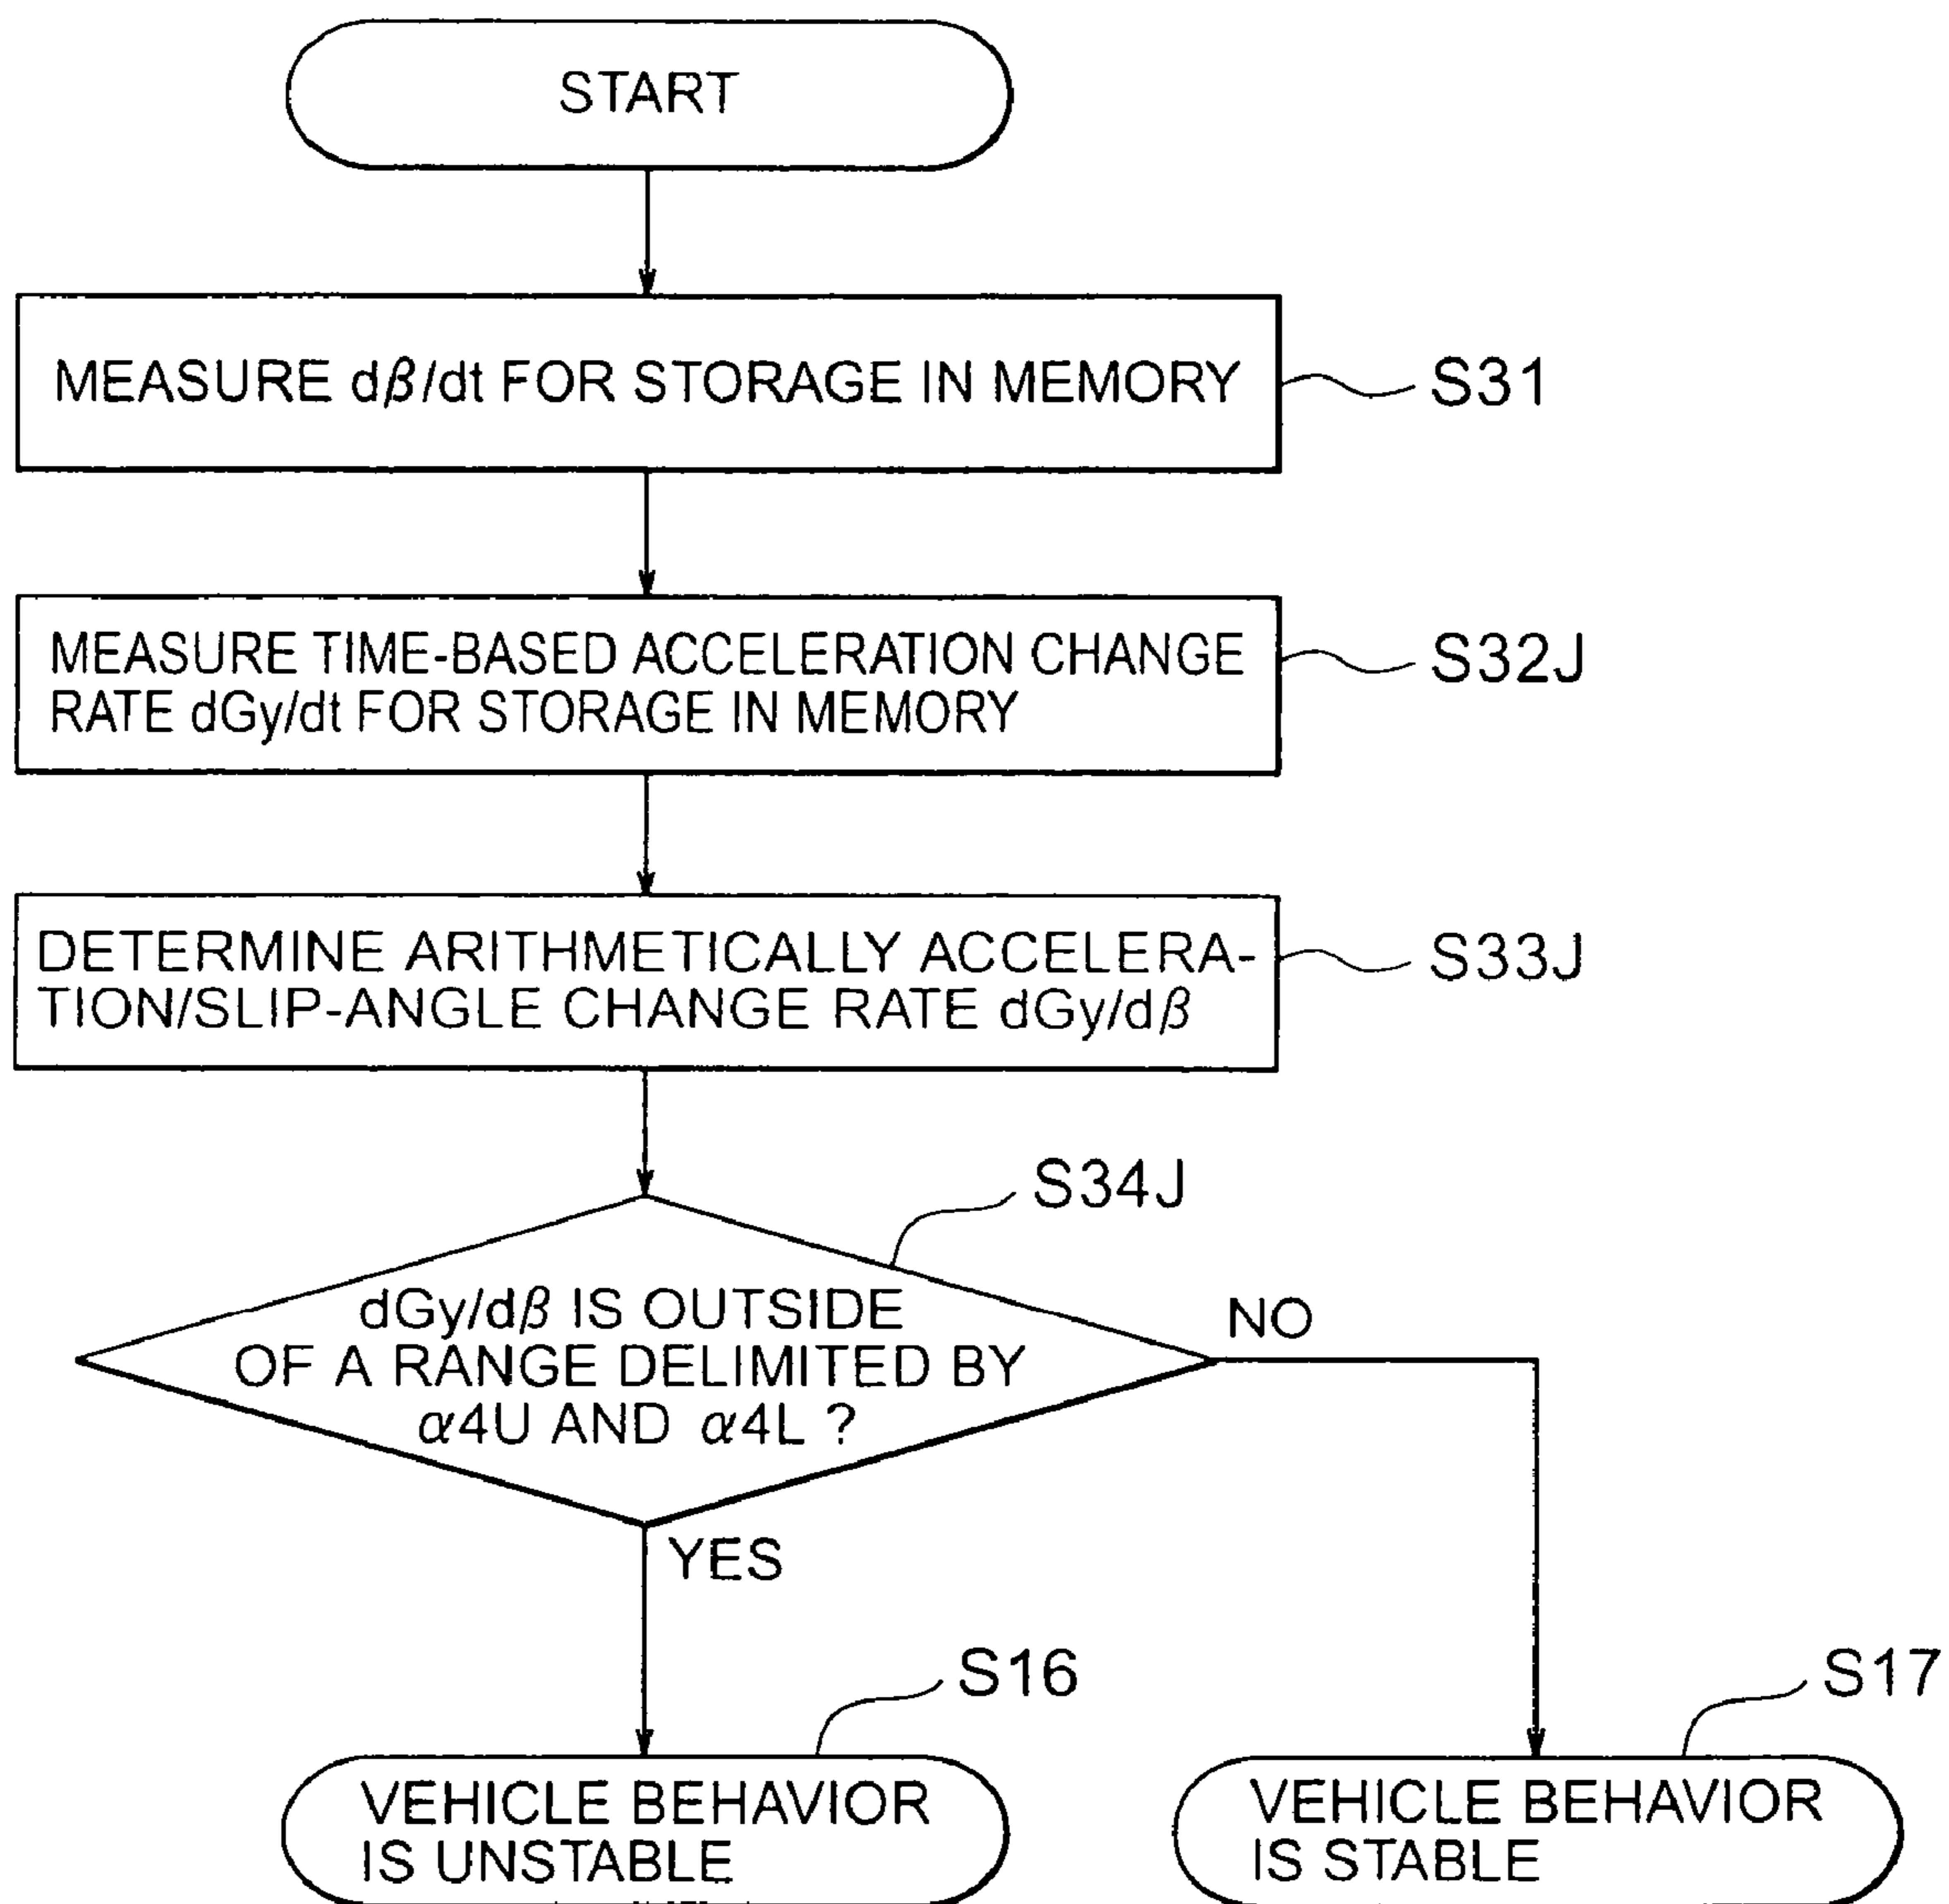 START
MEASURE dβ/dt FOR STORAGE IN MEMORY
S31
MEASURE TIME-BASED ACCELERATION CHANGE
RATE dGy/dt FOR STORAGE IN MEMORY
S32J
DETERMINE ARITHMETICALLY ACCELERA-
TION/SLIP-ANGLE CHANGE RATE dGy/dβ
S33J
S34J
dGy/dβ IS OUTSIDE
OF A RANGE DELIMITED BY
α4U AND α4L ?
NO
YES
S16
VEHICLE BEHAVIOR
IS UNSTABLE
S17
VEHICLE BEHAVIOR
IS STABLE